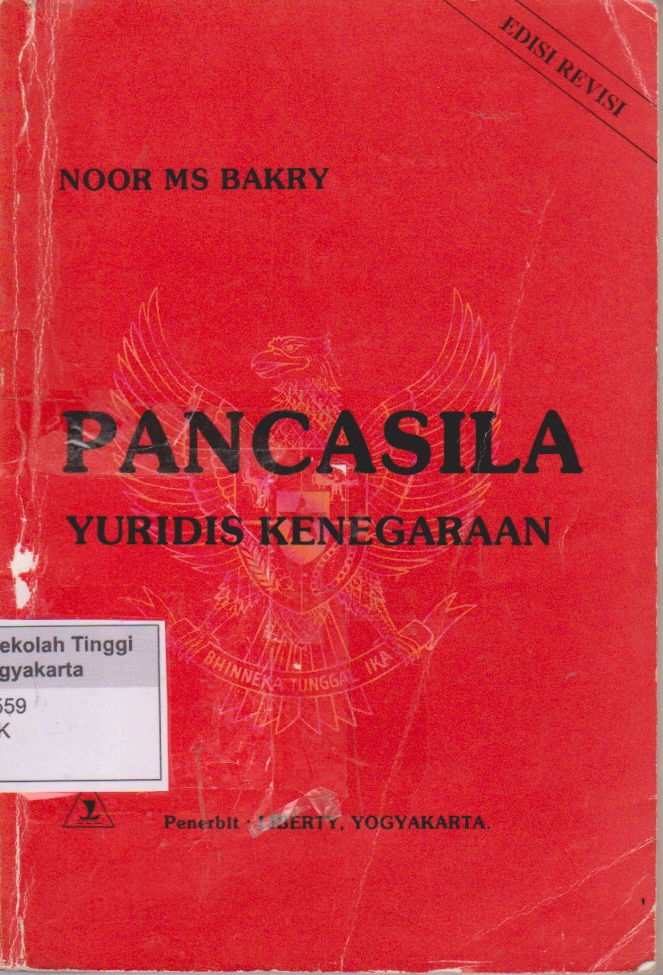 EDISI REVISI
NOOR MS BAKRY
PANCASILA
YURIDIS KENEGARAAN
BHINNEKA TUNGGAL IKA
ekolah Tinggi
gyakarta
559
K
Penerbit : LIBERTY, YOGYAKARTA.